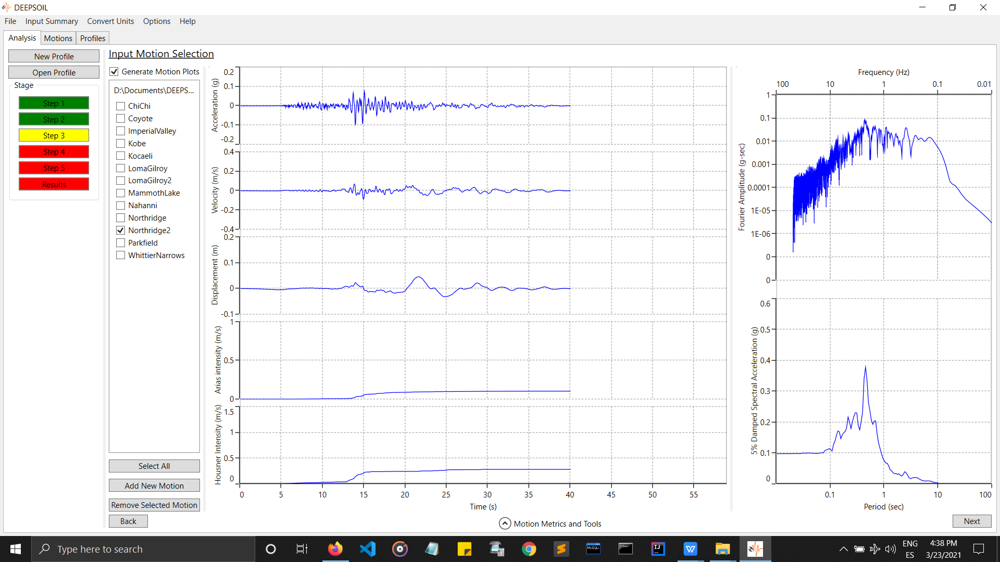 DEEPSOIL
File Input Summary Convert Units Options Help
Analysis Motions Profiles
New Profile
Open Profile
Stage
Step 1
Step 2
Step 3
Step 4
Step 5
Results
Input Motion Selection
Generate Motion Plots
D:\Documents\DEEPS...
ChiChi
Coyote
ImperialValley
Kobe
Kocaeli
LomaGilroy
LomaGilroy2
MammothLake
Nahanni
Northridge
Northridge2
Parkfield
WhittierNarrows
Select All
Add New Motion
Remove Selected Motion
Back
Acceleration (g)
0.2
0.1
0
-0.1
-0.2
Velocity (m/s)
0.4
0.2
0
-0.2
-0.4
Displacement (m)
0.2
0.1
0
-0.1
Arias intensity (m/s)
1
0.5
0
Housner Intensity (m/s)
1.5
1
0.5
0
0 5 10 15 20 25 30 35 40 45 50 55
Time (s)
Motion Metrics and Tools
Frequency (Hz)
100 10 1 0.1 0.01
Fourier Amplitude (g-sec)
1
0.1
0.01
0.001
0.0001
1E-05
1E-06
0
0
5% Damped Spectral Acceleration (g)
0.6
0.5
0.4
0.3
0.2
0.1
0
0.1 1 10 100
Period (sec)
Next
Type here to search
MySQL
IJ
W
ENG
ES
4:38 PM
3/23/2021